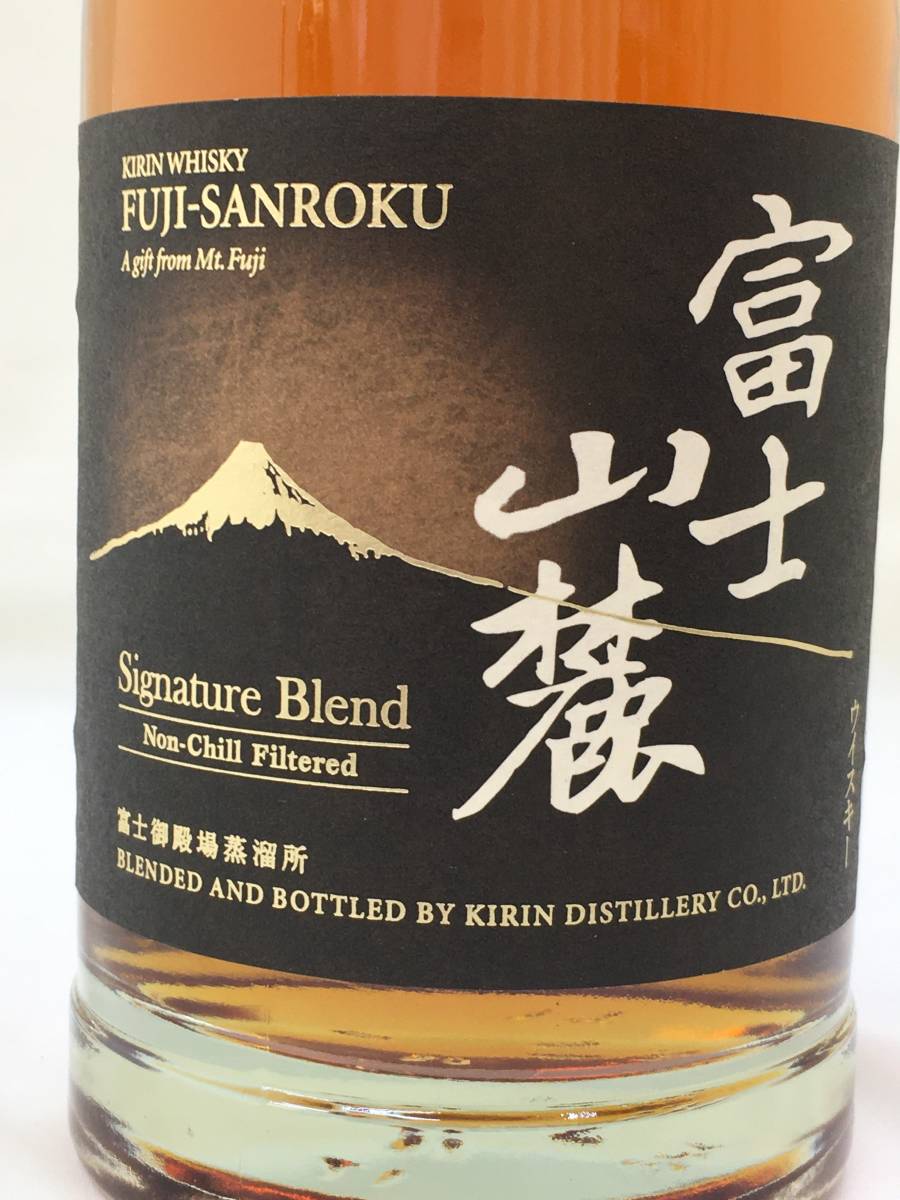 KIRIN WHISKY
FUJI-SANROKU
A gift from Mt. Fuji
富士
山麓
Signature Blend
Non-Chill Filtered
ウイスキー
富士御殿場蒸溜所
BLENDED AND BOTTLED BY KIRIN DISTILLERY CO., LTD.